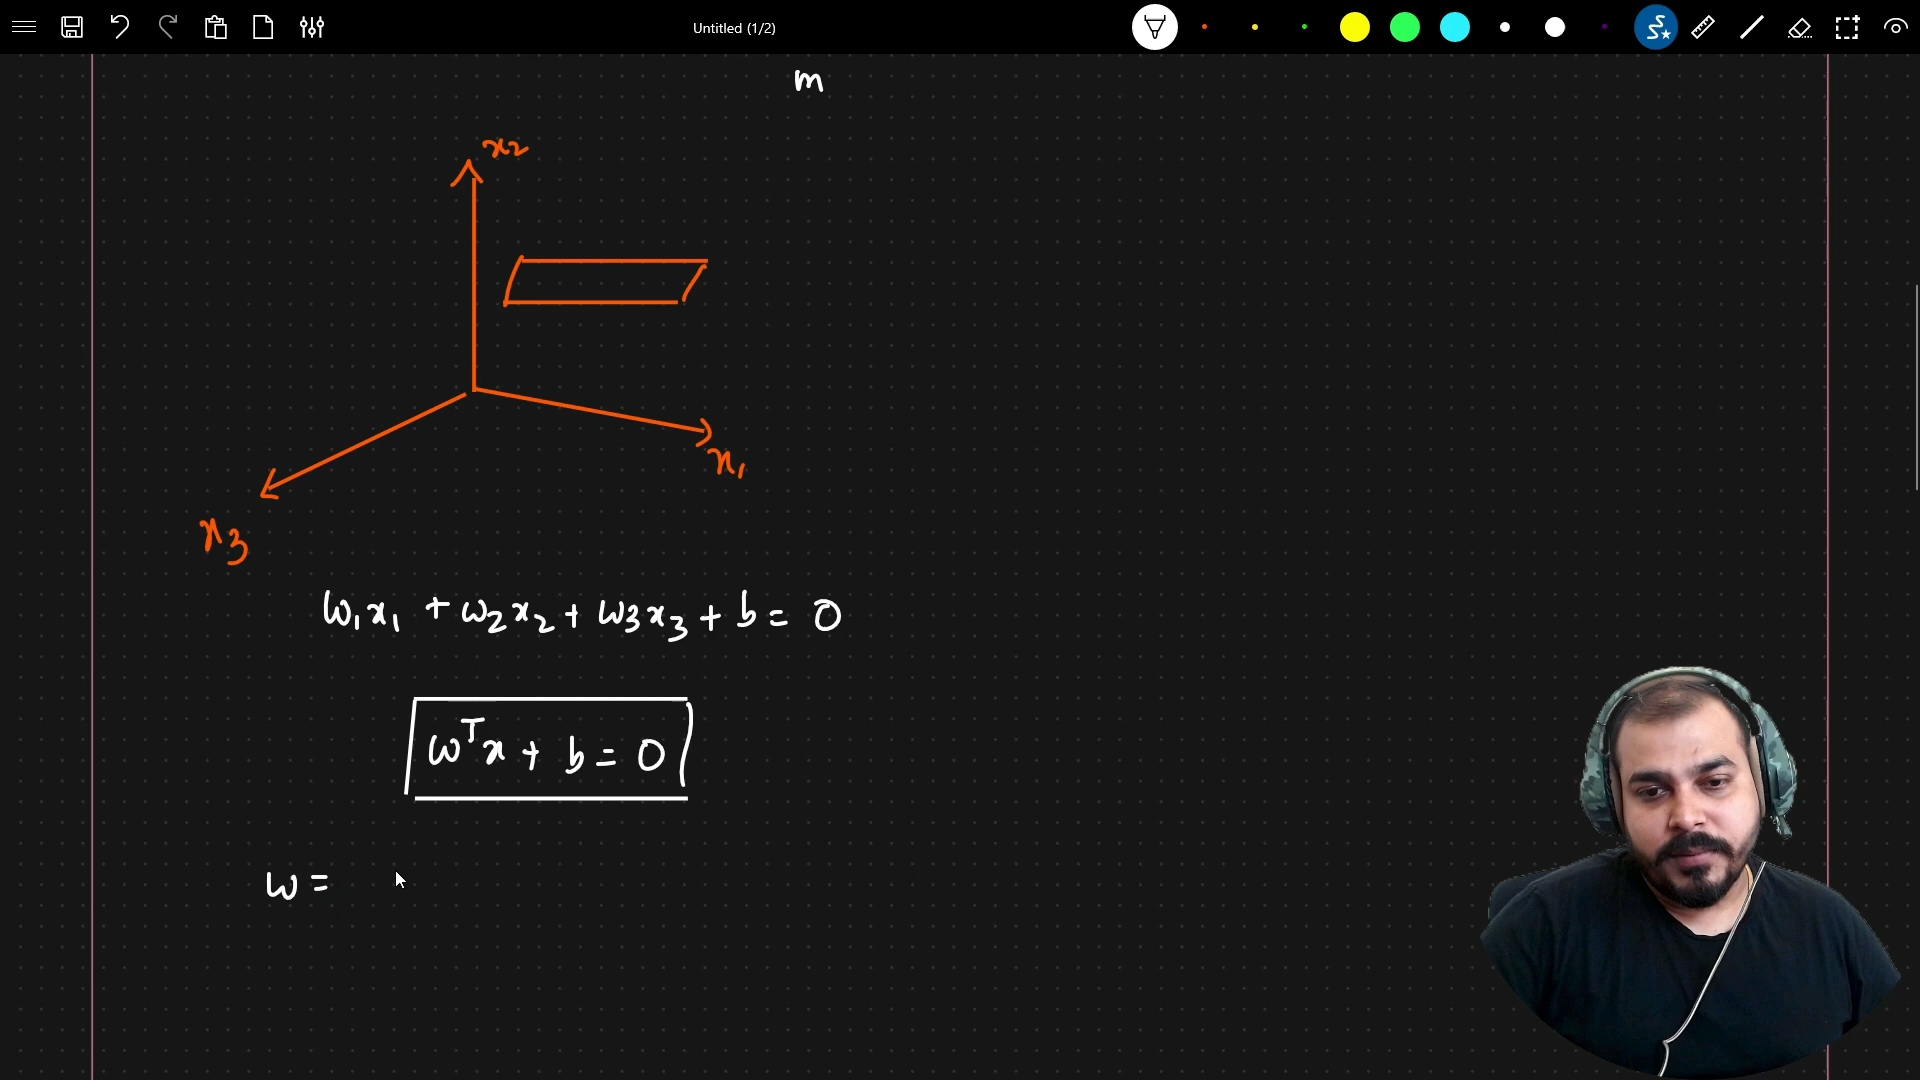 Untitled (1/2)
m
x2
x1
x3
w1x1 + w2x2 + w3x3 + b = 0
wᵀx + b = 0
w =